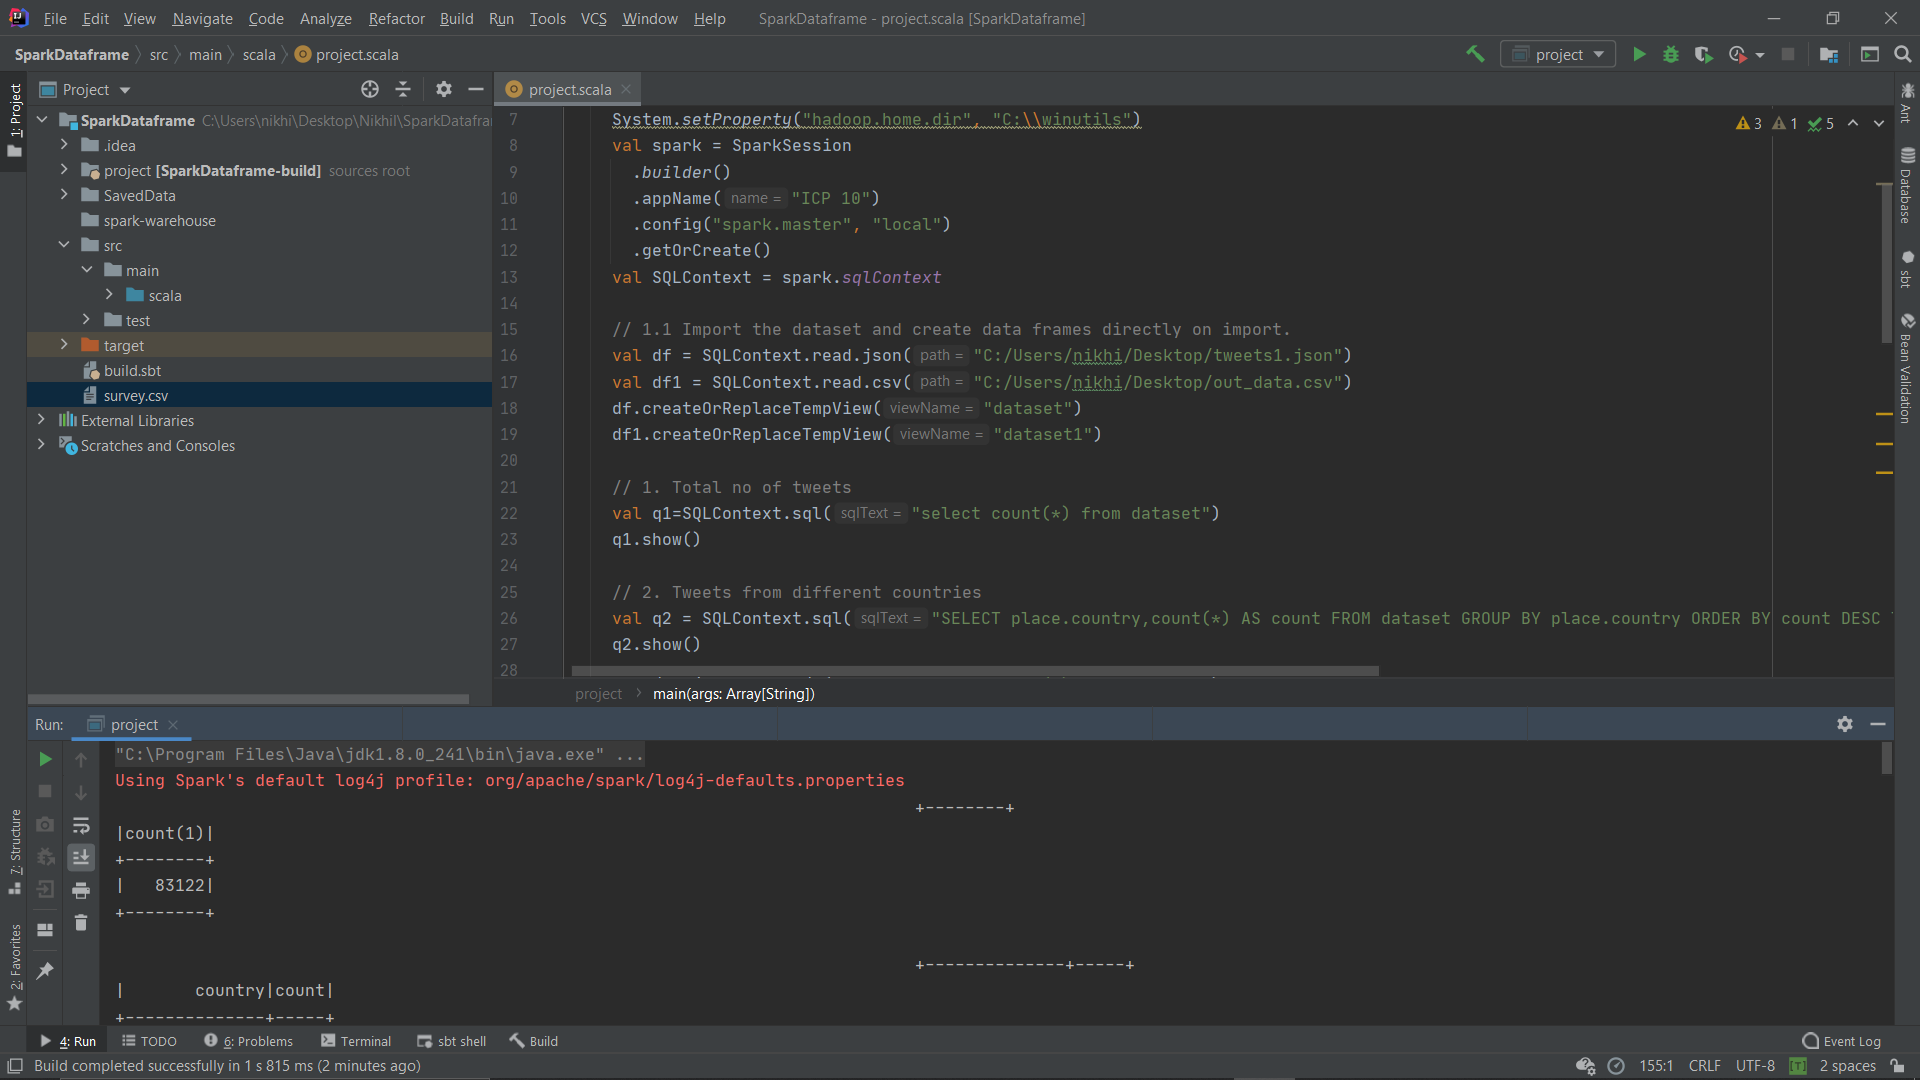 File Edit View Navigate Code Analyze Refactor Build Run Tools VCS Window Help SparkDataframe - project.scala [SparkDataframe]
SparkDataframe src main scala project.scala project
1: Project
Project
SparkDataframe C:\Users\nikhi\Desktop\Nikhil\SparkDatafra
.idea
project [SparkDataframe-build] sources root
SavedData
spark-warehouse
src
main
scala
test
target
build.sbt
survey.csv
External Libraries
Scratches and Consoles
project.scala
3 1 5
7 System.setProperty("hadoop.home.dir", "C:\\winutils")
8 val spark = SparkSession
9 .builder()
10 .appName( name = "ICP 10")
11 .config("spark.master", "local")
12 .getOrCreate()
13 val SQLContext = spark.sqlContext
14
15 // 1.1 Import the dataset and create data frames directly on import.
16 val df = SQLContext.read.json( path = "C:/Users/nikhi/Desktop/tweets1.json")
17 val df1 = SQLContext.read.csv( path = "C:/Users/nikhi/Desktop/out_data.csv")
18 df.createOrReplaceTempView( viewName = "dataset")
19 df1.createOrReplaceTempView( viewName = "dataset1")
20
21 // 1. Total no of tweets
22 val q1=SQLContext.sql( sqlText = "select count(*) from dataset")
23 q1.show()
24
25 // 2. Tweets from different countries
26 val q2 = SQLContext.sql( sqlText = "SELECT place.country,count(*) AS count FROM dataset GROUP BY place.country ORDER BY count DESC
27 q2.show()
28
project main(args: Array[String])
Ant
Database
sbt
Bean Validation
Run: project
"C:\Program Files\Java\jdk1.8.0_241\bin\java.exe" ...
Using Spark's default log4j profile: org/apache/spark/log4j-defaults.properties
+--------+
|count(1)|
+--------+
|   83122|
+--------+
+--------------+-----+
|       country|count|
+--------------+-----+
7: Structure
2: Favorites
4: Run TODO 6: Problems Terminal sbt shell Build Event Log
Build completed successfully in 1 s 815 ms (2 minutes ago) 155:1 CRLF UTF-8 [T] 2 spaces